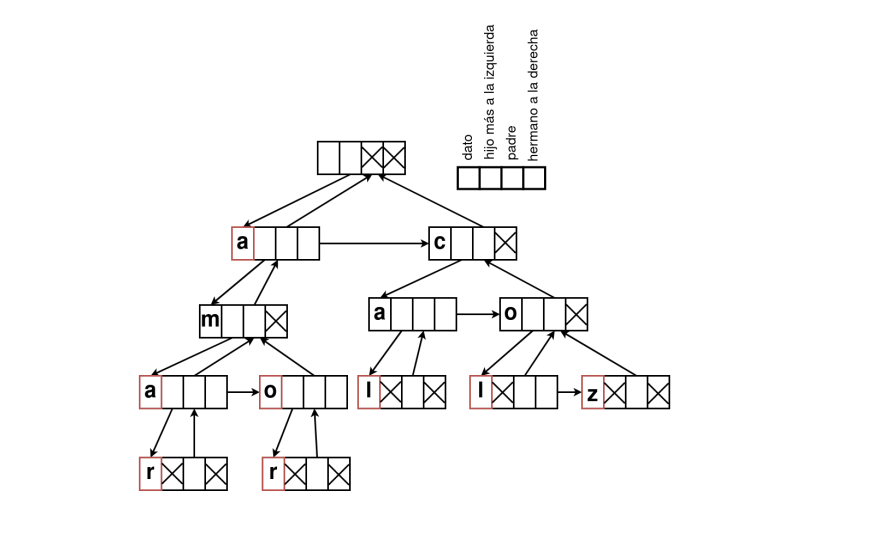 dato
hijo más a la izquierda
padre
hermano a la derecha
a
c
m
a
o
a
o
l
l
z
r
r